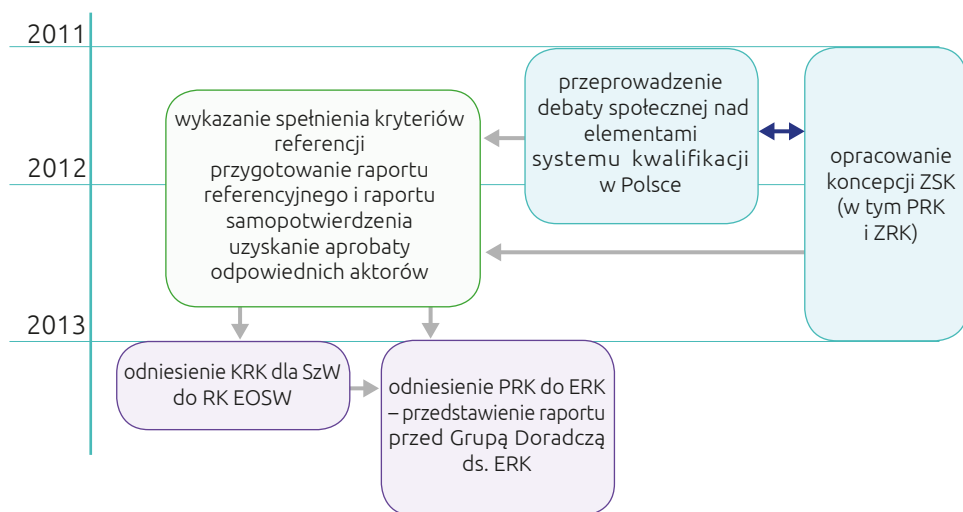 2011
2012
2013
wykazanie spełnienia kryteriów
referencji
przygotowanie raportu
referencyjnego i raportu
samopotwierdzenia
uzyskanie aprobaty
odpowiednich aktorów
przeprowadzenie
debaty społecznej nad
elementami
systemu kwalifikacji
w Polsce
opracowanie
koncepcji ZSK
(w tym PRK
i ZRK)
odniesienie KRK dla SzW
do RK EOSW
odniesienie PRK do ERK
– przedstawienie raportu
przed Grupą Doradczą
ds. ERK